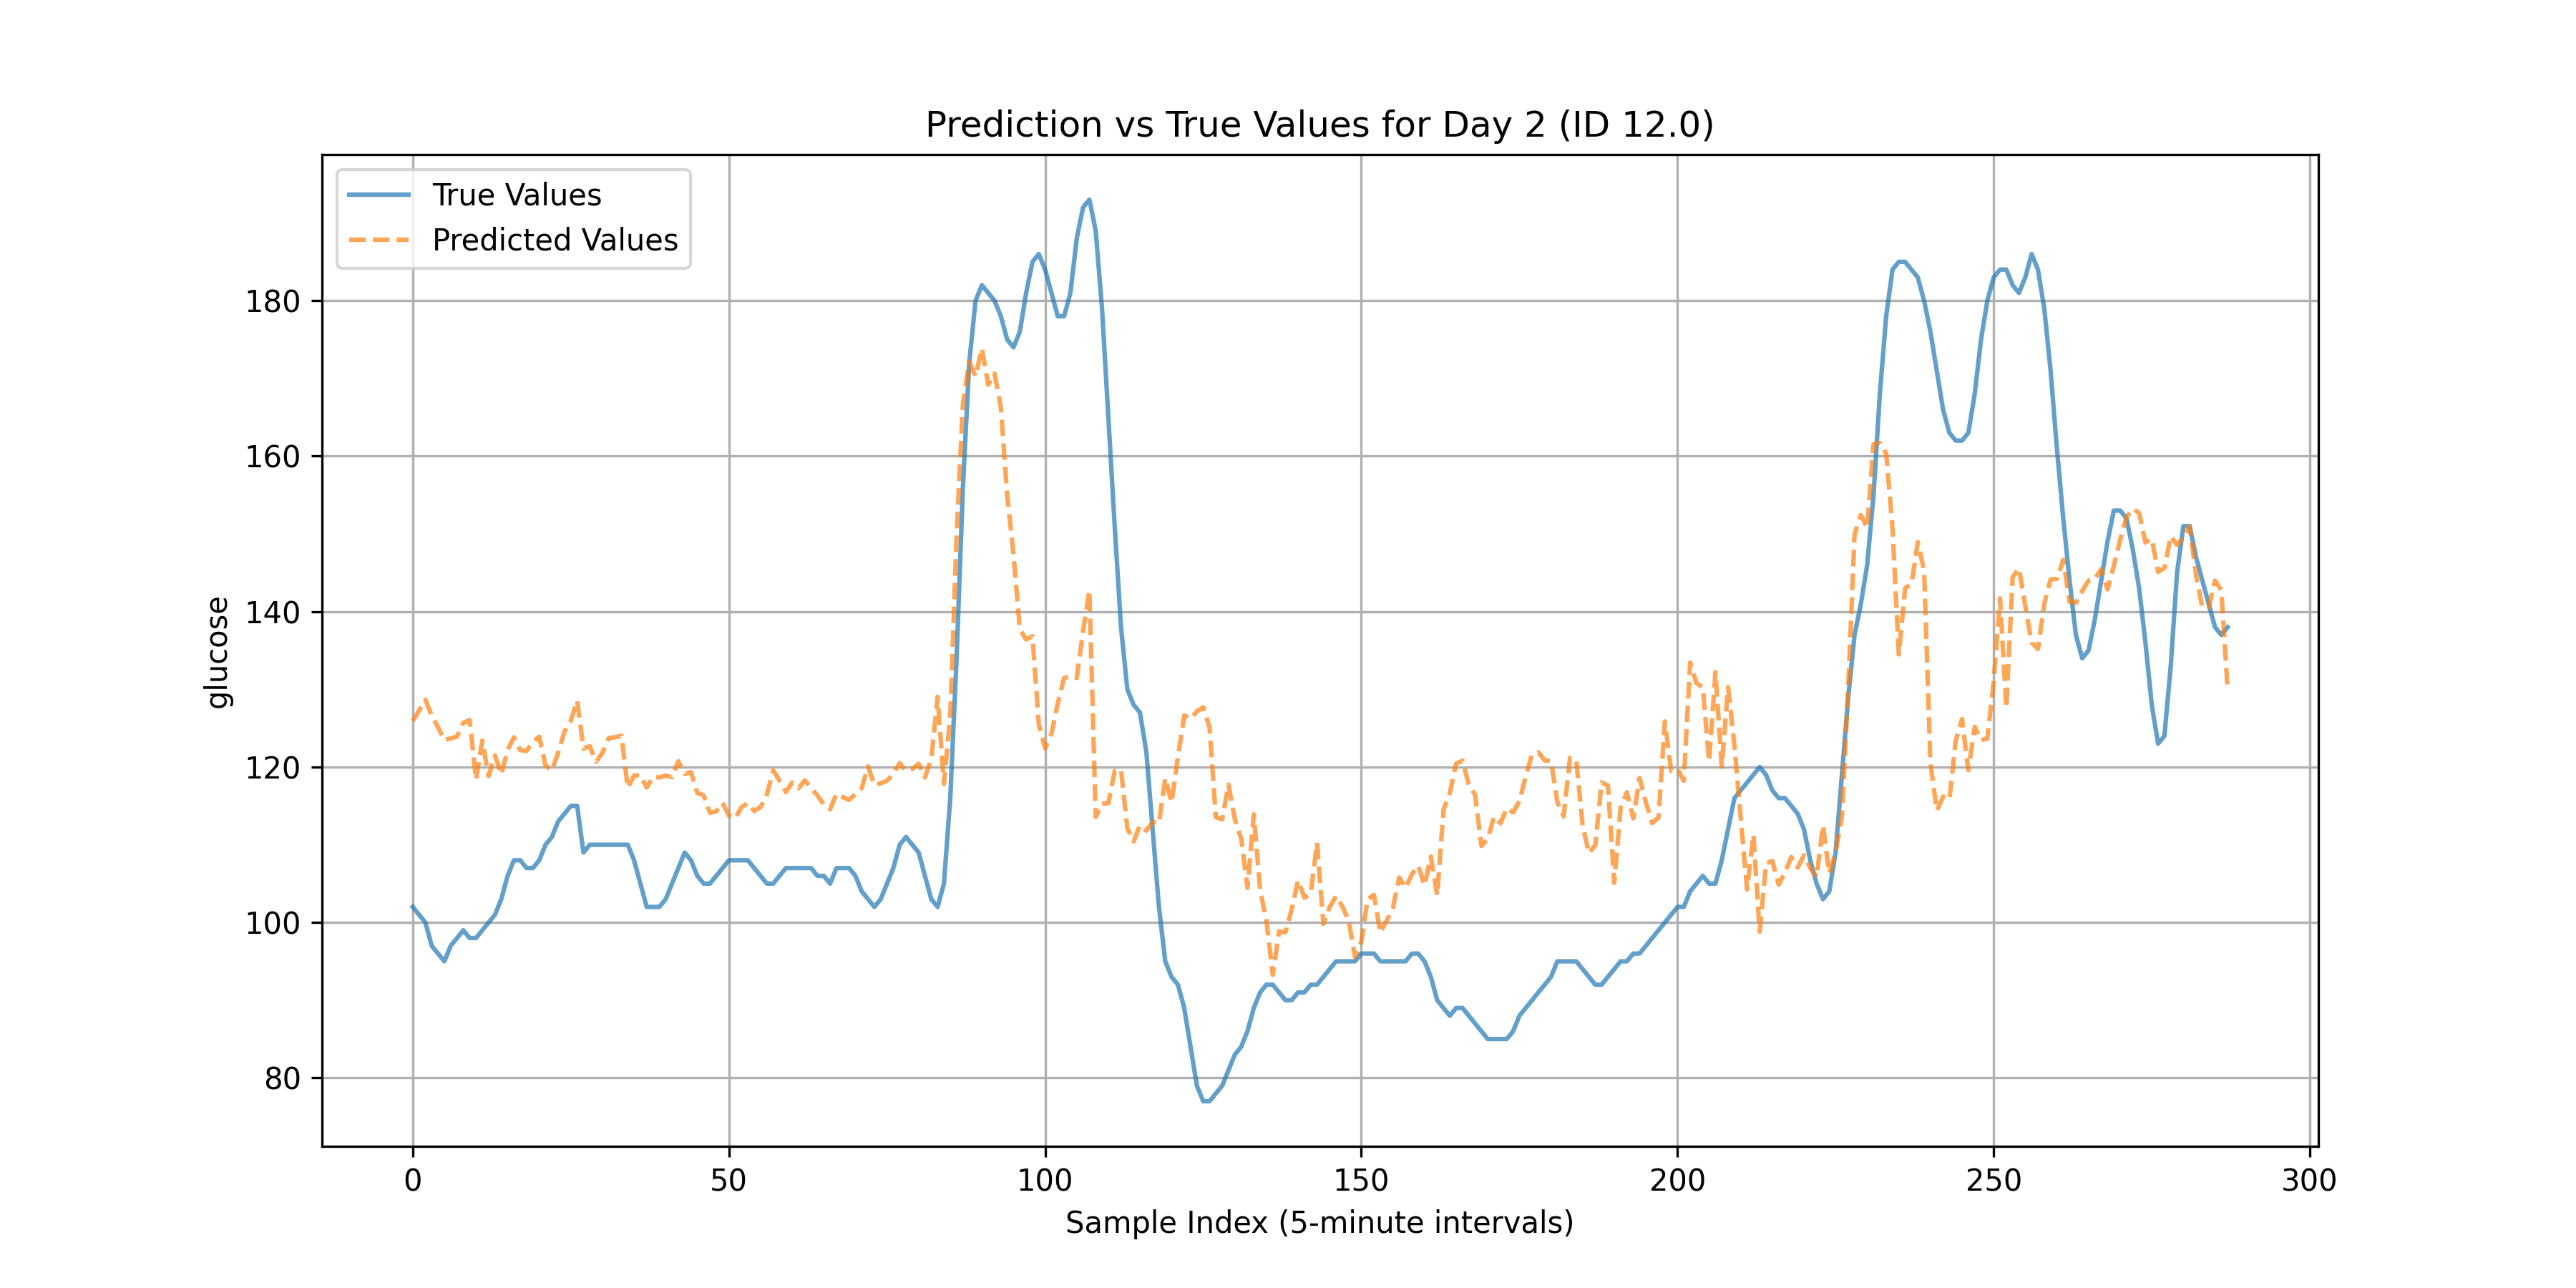 Prediction vs True Values for Day 2 (ID 12.0)
True Values
Predicted Values
glucose
180
160
140
120
100
80
0 50 100 150 200 250 300
Sample Index (5-minute intervals)